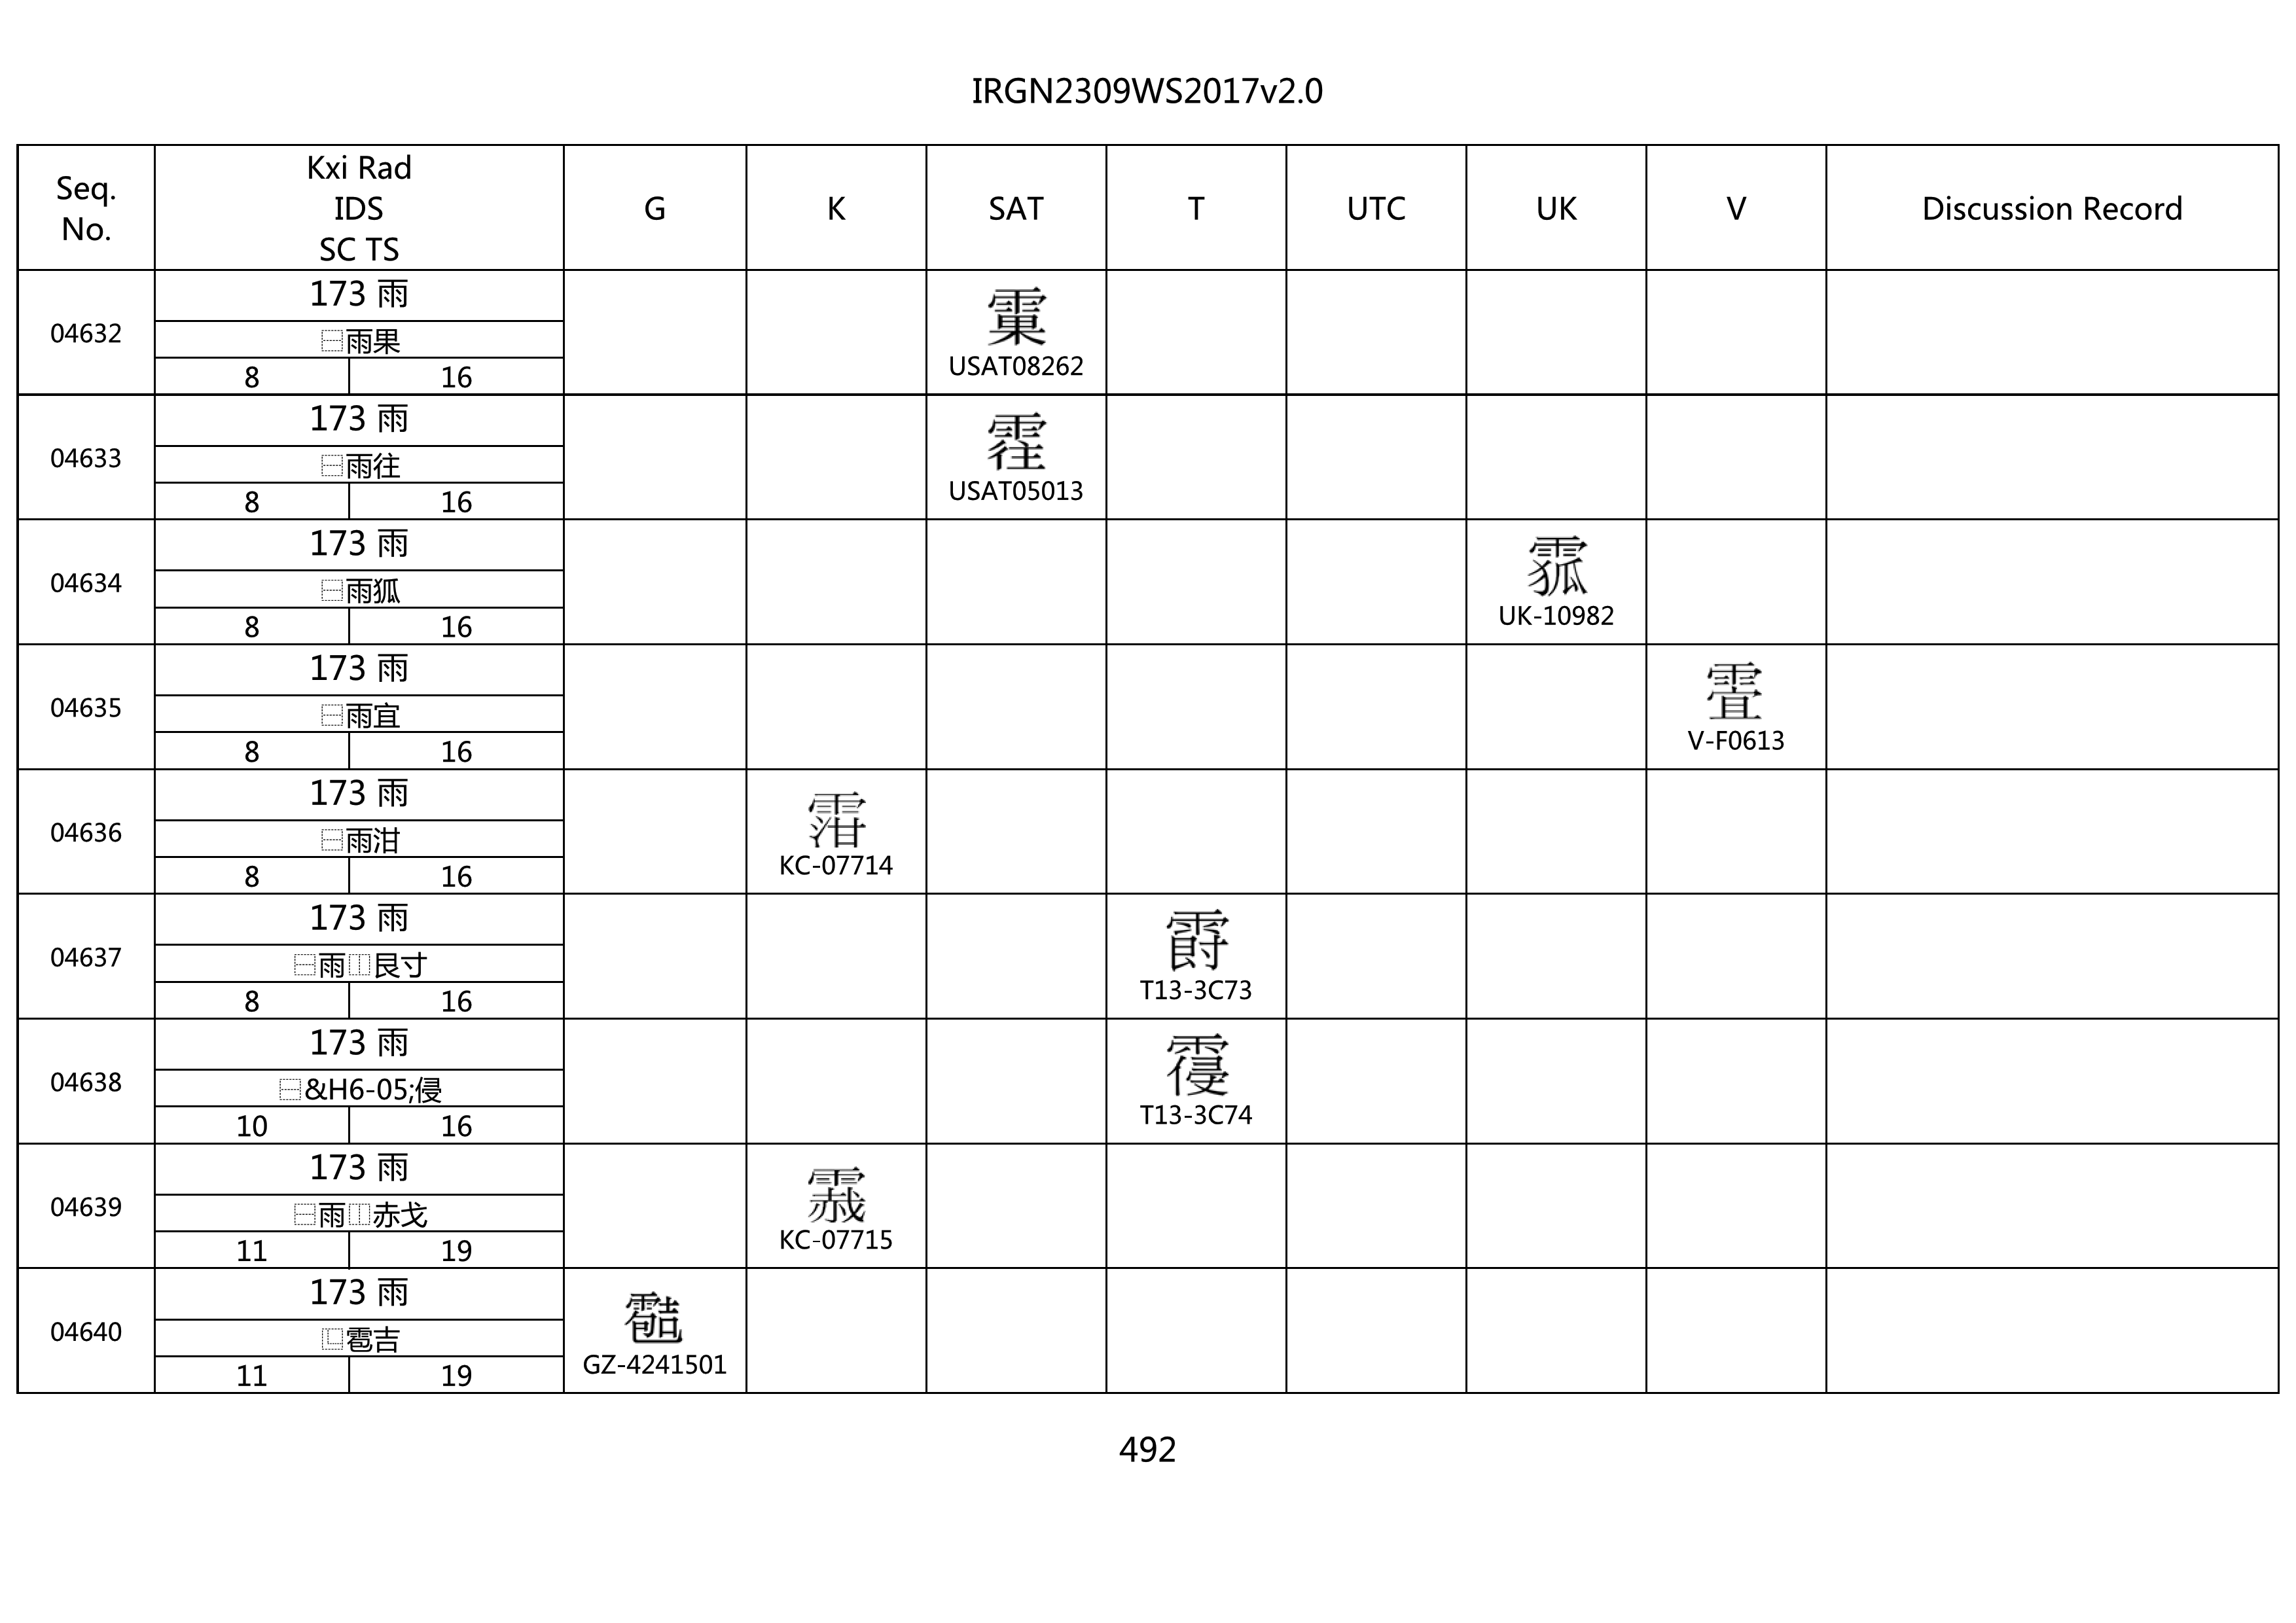 IRGN2309WS2017v2.0
Seq. No.
Kxi Rad
IDS
SC TS
G
K
SAT
T
UTC
UK
V
Discussion Record
04632
173 雨
⿱雨果
8 16
USAT08262
04633
173 雨
⿱雨往
8 16
USAT05013
04634
173 雨
⿱雨狐
8 16
UK-10982
04635
173 雨
⿱雨宜
8 16
V-F0613
04636
173 雨
⿱雨泔
8 16
KC-07714
04637
173 雨
⿱雨⿰艮寸
8 16
T13-3C73
04638
173 雨
⿱&H6-05;侵
10 16
T13-3C74
04639
173 雨
⿱雨⿰赤戈
11 19
KC-07715
04640
173 雨
⿺雹吉
11 19
GZ-4241501
492